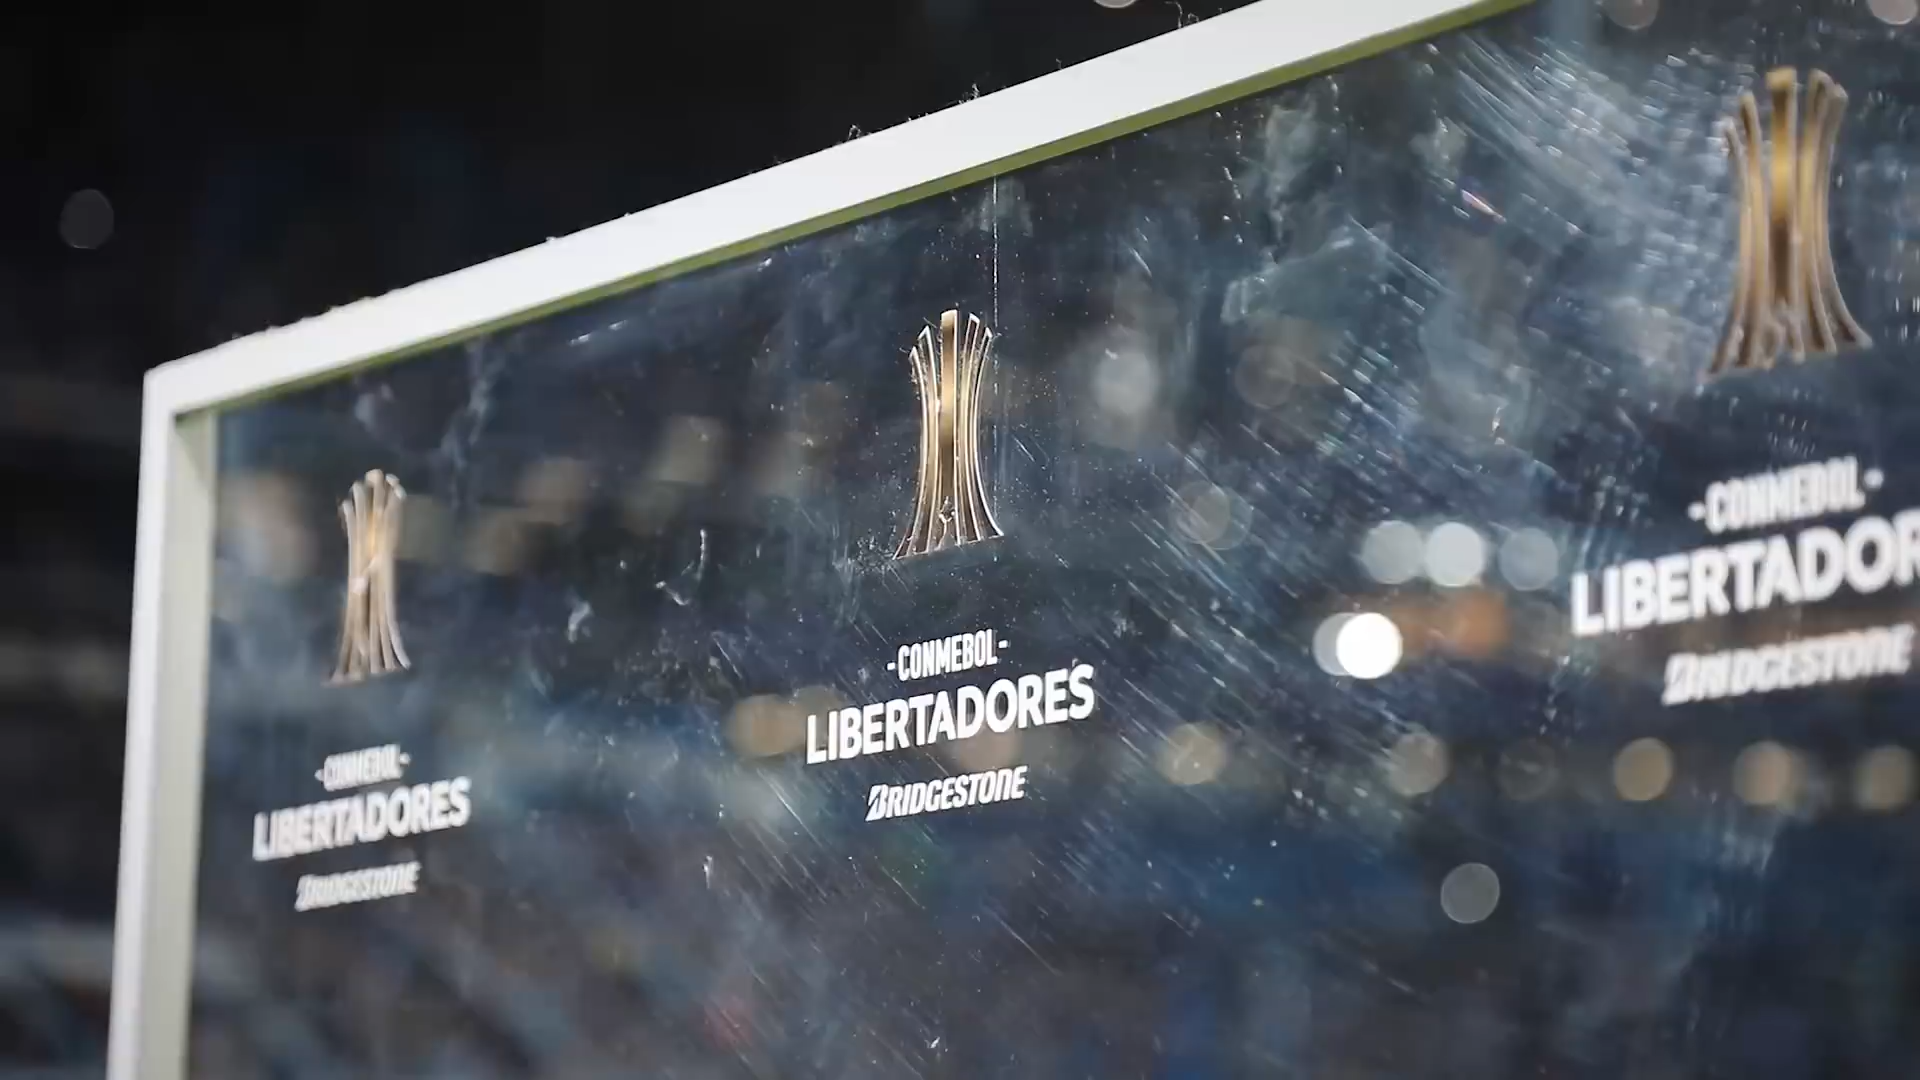 -CONMEBOL-
LIBERTADORES
BRIDGESTONE
-CONMEBOL-
LIBERTADORES
BRIDGESTONE
-CONMEBOL-
LIBERTADOR
BRIDGESTONE